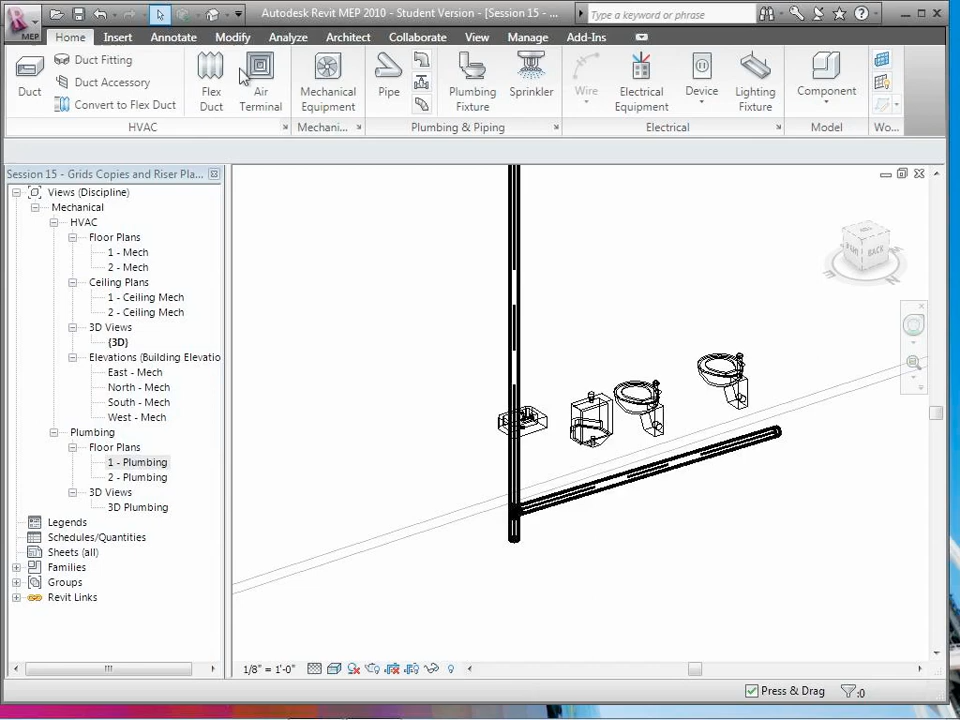 Autodesk Revit MEP 2010 - Student Version - [Session 15 - ...
Type a keyword or phrase
MEP
Home Insert Annotate Modify Analyze Architect Collaborate View Manage Add-Ins
Duct
Duct Fitting
Duct Accessory
Convert to Flex Duct
Flex Duct
Air Terminal
Mechanical Equipment
Pipe
Plumbing Fixture
Sprinkler
Wire
Electrical Equipment
Device
Lighting Fixture
Component
HVAC Mechani... Plumbing & Piping Electrical Model Wo...
Session 15 - Grids Copies and Riser Pla...
Views (Discipline)
Mechanical
HVAC
Floor Plans
1 - Mech
2 - Mech
Ceiling Plans
1 - Ceiling Mech
2 - Ceiling Mech
3D Views
{3D}
Elevations (Building Elevatio
East - Mech
North - Mech
South - Mech
West - Mech
Plumbing
Floor Plans
1 - Plumbing
2 - Plumbing
3D Views
3D Plumbing
Legends
Schedules/Quantities
Sheets (all)
Families
Groups
Revit Links
BACK
1/8" = 1'-0"
Press & Drag
:0